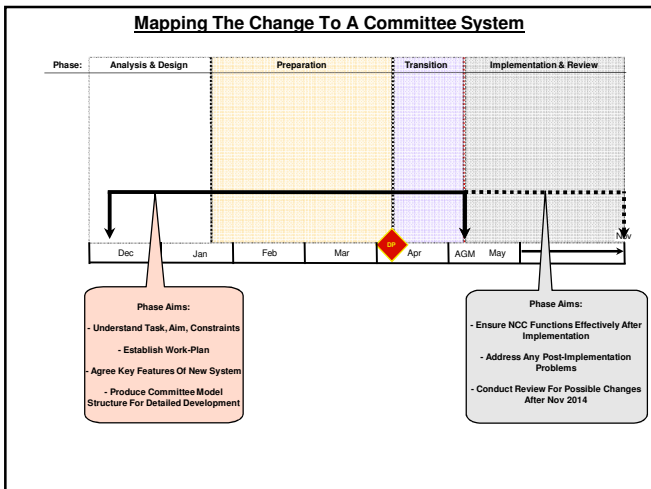 Mapping The Change To A Committee System
Phase: Analysis & Design Preparation Transition Implementation & Review
Nov
DP
Dec Jan Feb Mar Apr AGM May
Phase Aims:
- Understand Task, Aim, Constraints
- Establish Work-Plan
- Agree Key Features Of New System
- Produce Committee Model
Structure For Detailed Development
Phase Aims:
- Ensure NCC Functions Effectively After
Implementation
- Address Any Post-Implementation
Problems
- Conduct Review For Possible Changes
After Nov 2014